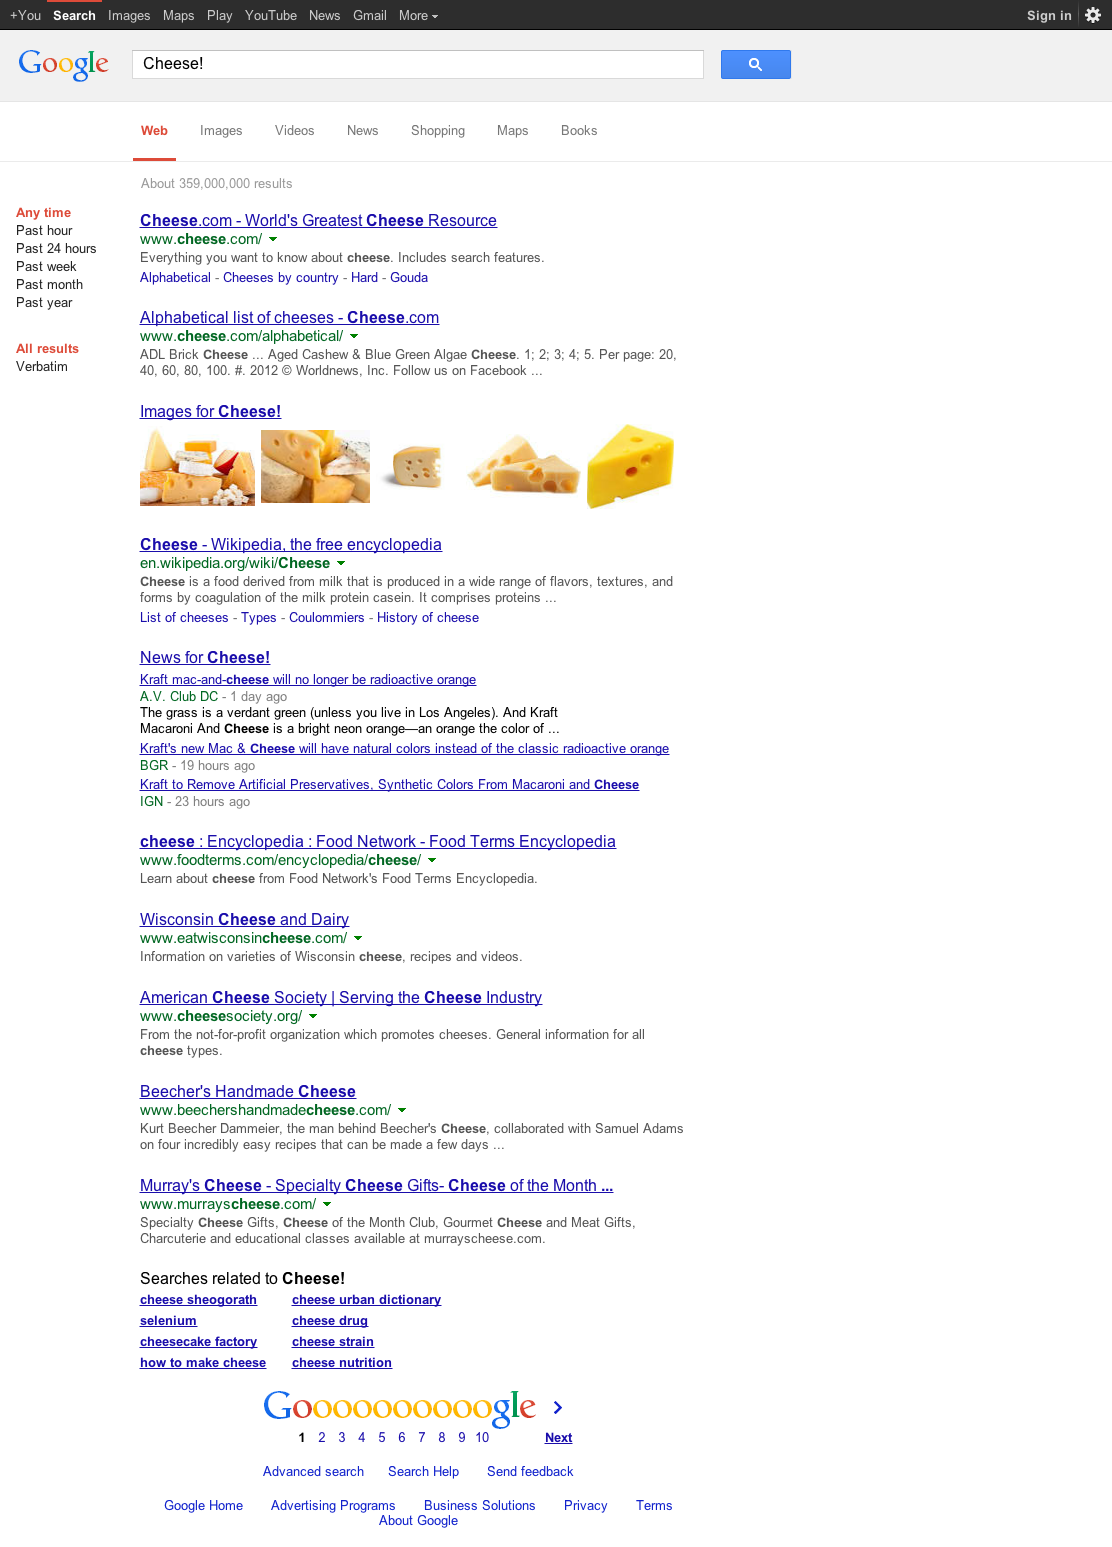 +You Search Images Maps Play YouTube News Gmail More Sign in
Google Cheese!
Web Images Videos News Shopping Maps Books
About 359,000,000 results
Any time
Past hour
Past 24 hours
Past week
Past month
Past year
All results
Verbatim
Cheese.com - World's Greatest Cheese Resource
www.cheese.com/
Everything you want to know about cheese. Includes search features.
Alphabetical - Cheeses by country - Hard - Gouda
Alphabetical list of cheeses - Cheese.com
www.cheese.com/alphabetical/
ADL Brick Cheese ... Aged Cashew & Blue Green Algae Cheese. 1; 2; 3; 4; 5. Per page: 20,
40, 60, 80, 100. #. 2012 © Worldnews, Inc. Follow us on Facebook ...
Images for Cheese!
Cheese - Wikipedia, the free encyclopedia
en.wikipedia.org/wiki/Cheese
Cheese is a food derived from milk that is produced in a wide range of flavors, textures, and
forms by coagulation of the milk protein casein. It comprises proteins ...
List of cheeses - Types - Coulommiers - History of cheese
News for Cheese!
Kraft mac-and-cheese will no longer be radioactive orange
A.V. Club DC - 1 day ago
The grass is a verdant green (unless you live in Los Angeles). And Kraft
Macaroni And Cheese is a bright neon orange—an orange the color of ...
Kraft's new Mac & Cheese will have natural colors instead of the classic radioactive orange
BGR - 19 hours ago
Kraft to Remove Artificial Preservatives, Synthetic Colors From Macaroni and Cheese
IGN - 23 hours ago
cheese : Encyclopedia : Food Network - Food Terms Encyclopedia
www.foodterms.com/encyclopedia/cheese/
Learn about cheese from Food Network's Food Terms Encyclopedia.
Wisconsin Cheese and Dairy
www.eatwisconsincheese.com/
Information on varieties of Wisconsin cheese, recipes and videos.
American Cheese Society | Serving the Cheese Industry
www.cheesesociety.org/
From the not-for-profit organization which promotes cheeses. General information for all
cheese types.
Beecher's Handmade Cheese
www.beechershandmadecheese.com/
Kurt Beecher Dammeier, the man behind Beecher's Cheese, collaborated with Samuel Adams
on four incredibly easy recipes that can be made a few days ...
Murray's Cheese - Specialty Cheese Gifts- Cheese of the Month ...
www.murrayscheese.com/
Specialty Cheese Gifts, Cheese of the Month Club, Gourmet Cheese and Meat Gifts,
Charcuterie and educational classes available at murrayscheese.com.
Searches related to Cheese!
cheese sheogorath cheese urban dictionary
selenium cheese drug
cheesecake factory cheese strain
how to make cheese cheese nutrition
Goooooooooogle
1 2 3 4 5 6 7 8 9 10 Next
Advanced search Search Help Send feedback
Google Home Advertising Programs Business Solutions Privacy Terms
About Google